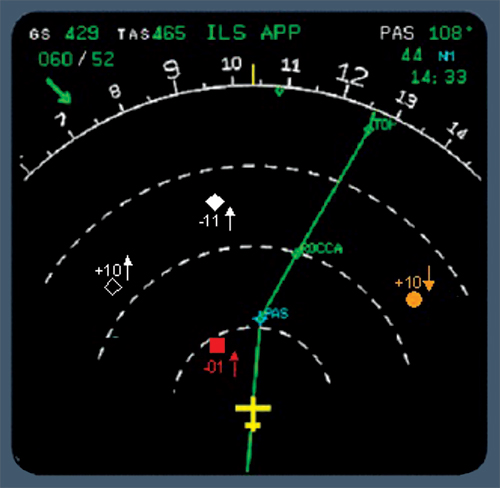 GS 429 TAS465 ILS APP PAS 108°
060/52 44 NM
14:33
7 8 9 10 11 12 13 14
TOP
-11
ROCCA
+10
+10
PAS
-01